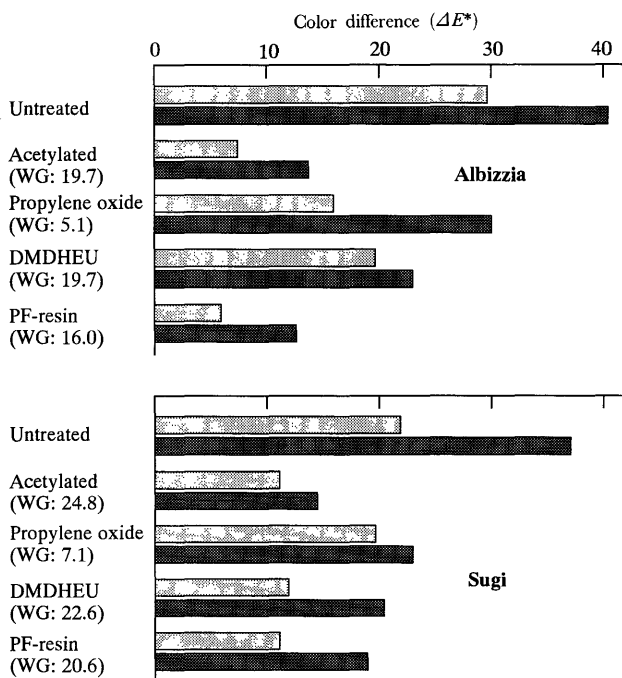 Color difference (ΔE*)
0 10 20 30 40
Untreated
Acetylated
(WG: 19.7)
Albizzia
Propylene oxide
(WG: 5.1)
DMDHEU
(WG: 19.7)
PF-resin
(WG: 16.0)
Untreated
Acetylated
(WG: 24.8)
Propylene oxide
(WG: 7.1)
Sugi
DMDHEU
(WG: 22.6)
PF-resin
(WG: 20.6)